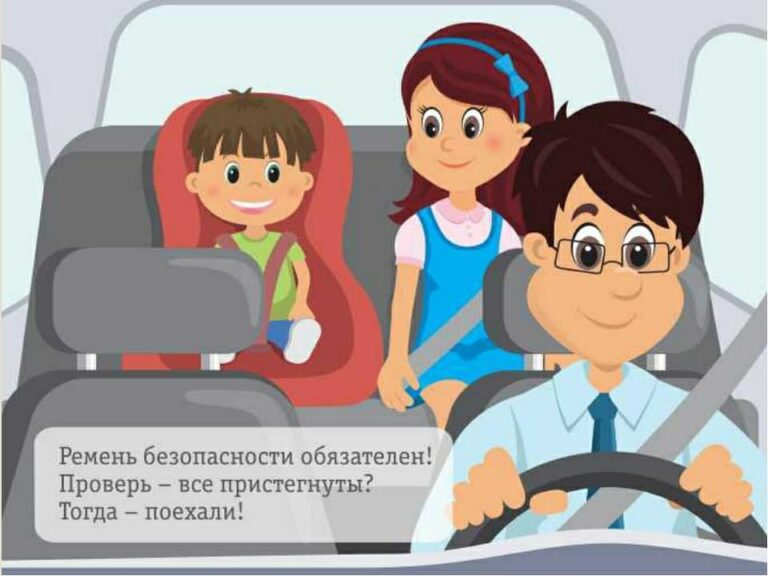 Ремень безопасности обязателен!
Проверь – все пристегнуты?
Тогда – поехали!